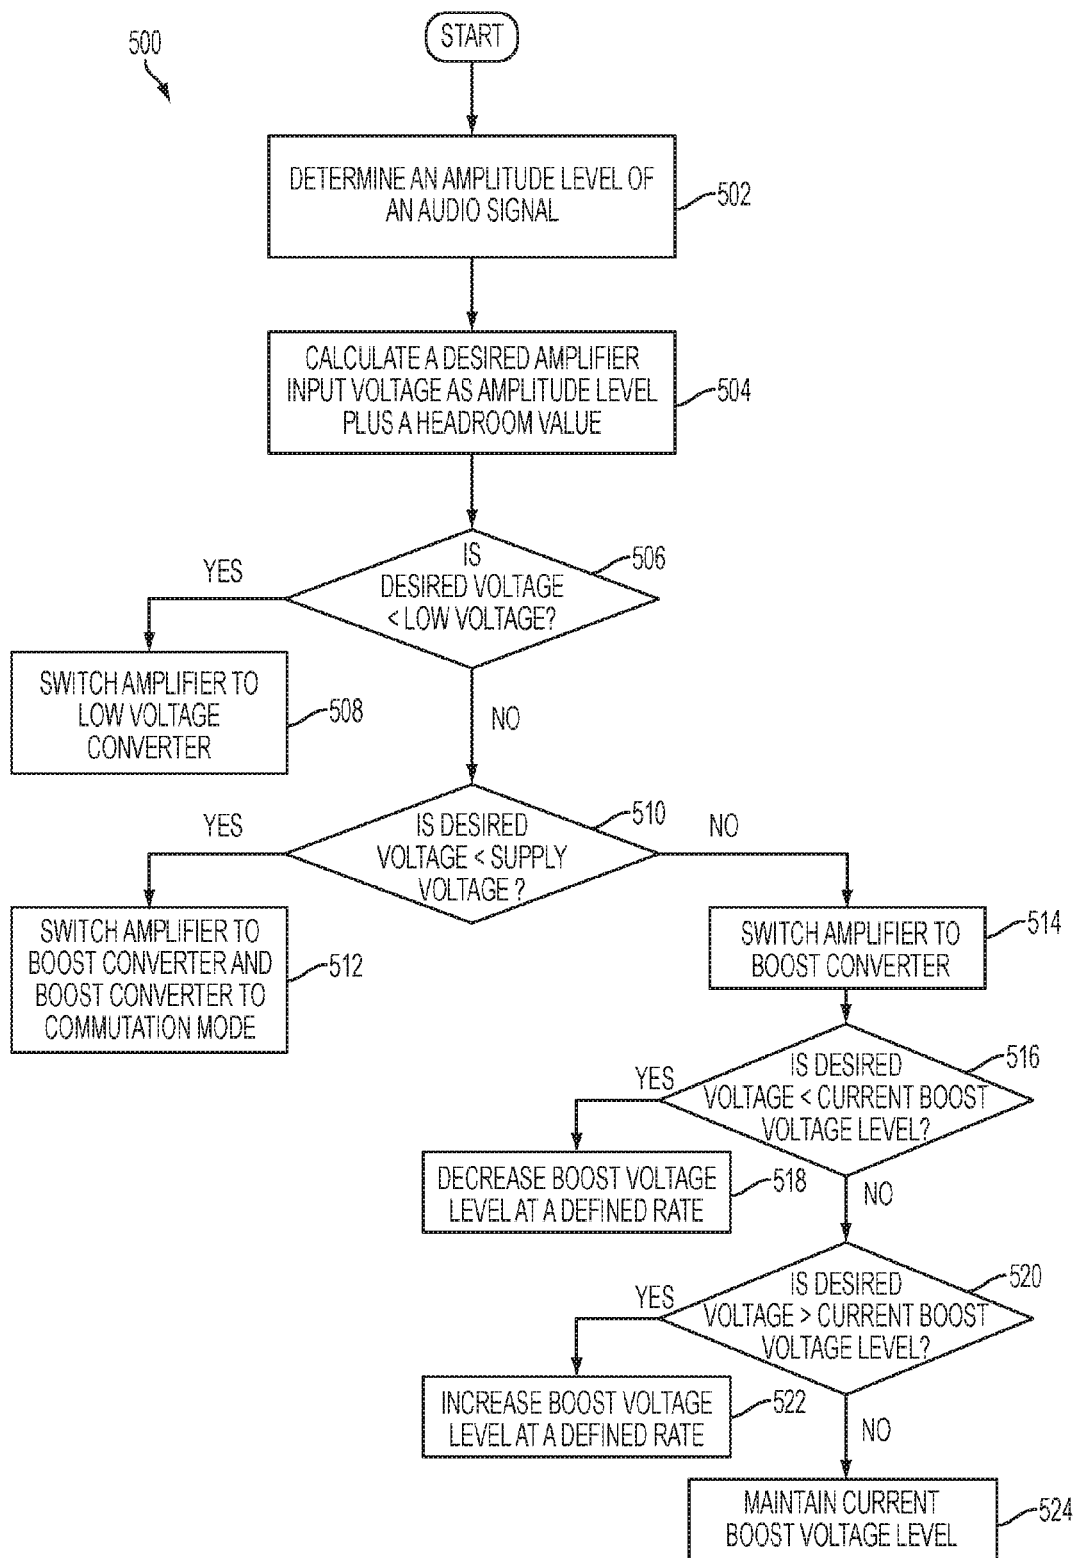 500
START
DETERMINE AN AMPLITUDE LEVEL OF
AN AUDIO SIGNAL
502
CALCULATE A DESIRED AMPLIFIER
INPUT VOLTAGE AS AMPLITUDE LEVEL
PLUS A HEADROOM VALUE
504
IS
DESIRED VOLTAGE
< LOW VOLTAGE?
506
YES
SWITCH AMPLIFIER TO
LOW VOLTAGE
CONVERTER
508
NO
IS DESIRED
VOLTAGE < SUPPLY
VOLTAGE ?
510
YES
NO
SWITCH AMPLIFIER TO
BOOST CONVERTER AND
BOOST CONVERTER TO
COMMUTATION MODE
512
SWITCH AMPLIFIER TO
BOOST CONVERTER
514
IS DESIRED
VOLTAGE < CURRENT BOOST
VOLTAGE LEVEL?
516
YES
DECREASE BOOST VOLTAGE
LEVEL AT A DEFINED RATE
518
NO
IS DESIRED
VOLTAGE > CURRENT BOOST
VOLTAGE LEVEL?
520
YES
INCREASE BOOST VOLTAGE
LEVEL AT A DEFINED RATE
522
NO
MAINTAIN CURRENT
BOOST VOLTAGE LEVEL
524